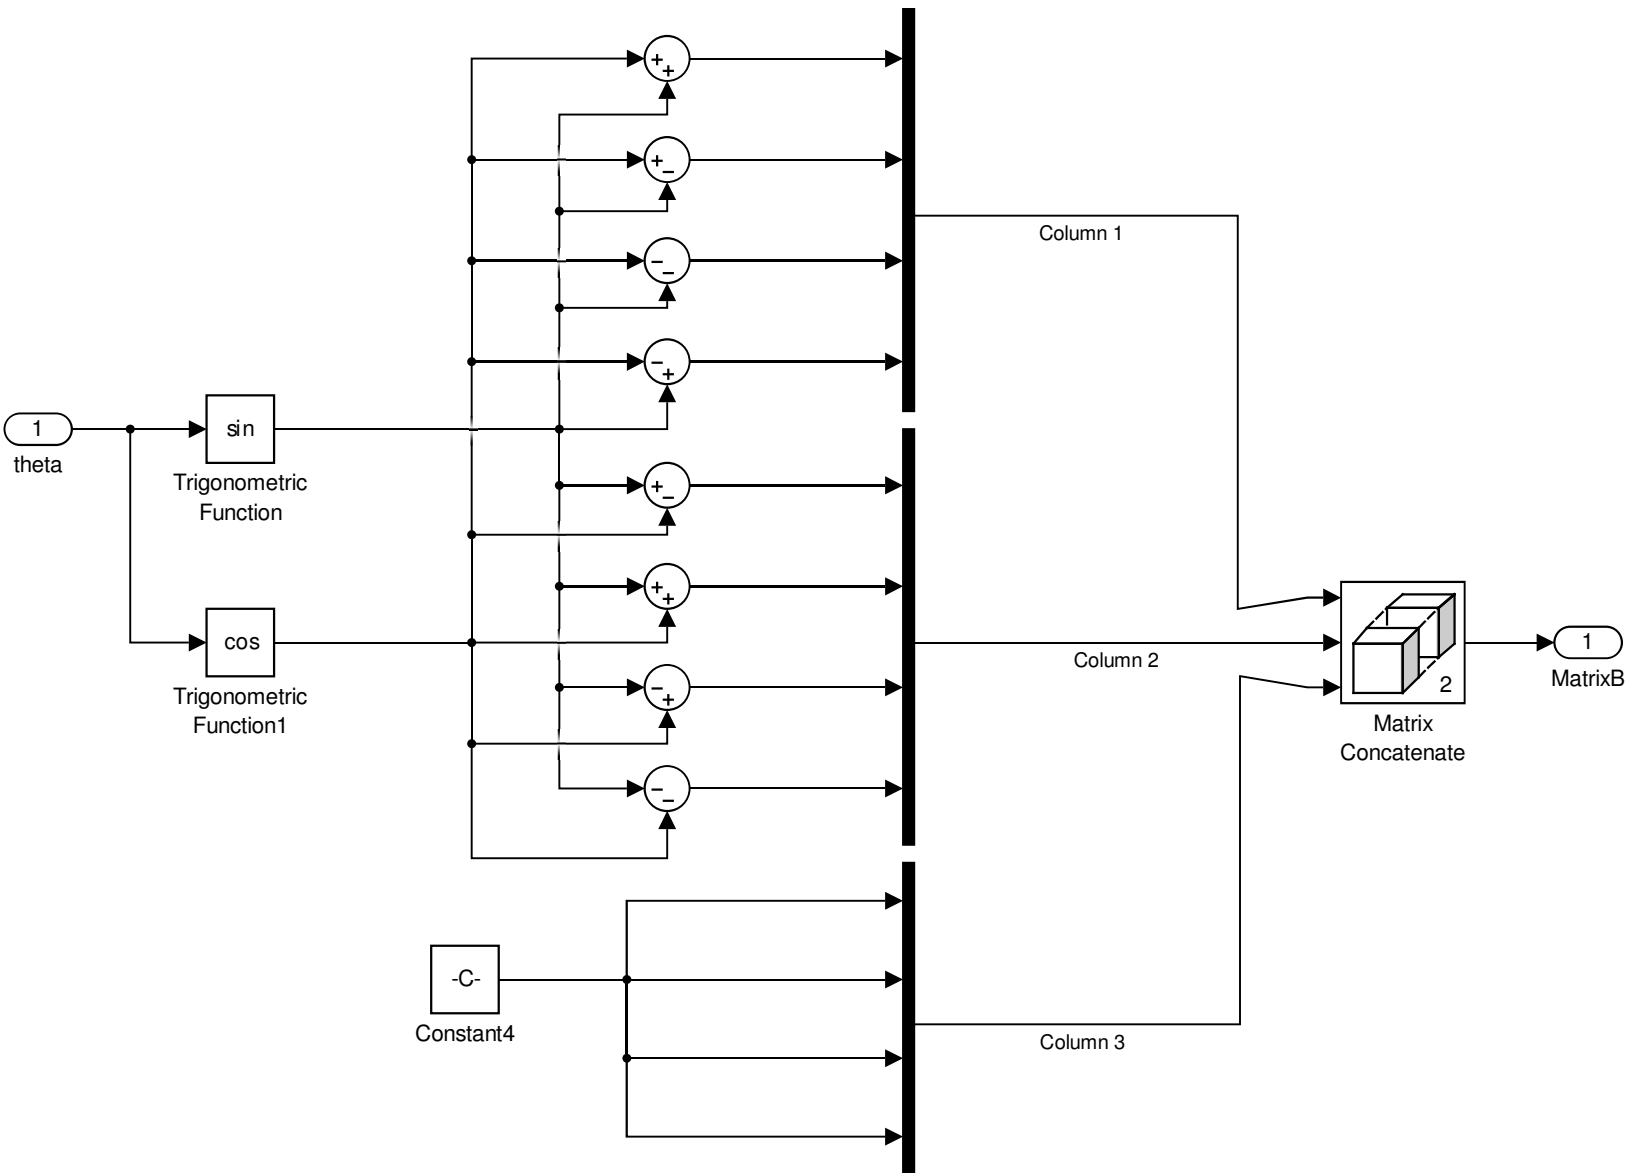 +
+
+
−
Column 1
−
−
−
+
1
theta
sin
Trigonometric
Function
+
−
+
+
1
MatrixB
cos
Column 2
2
Trigonometric
Function1
−
+
Matrix
Concatenate
−
−
-C-
Constant4
Column 3